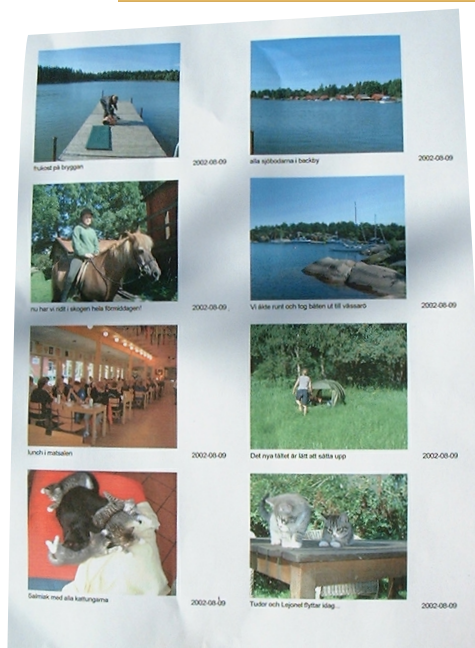 frukost på bryggan
2002-08-09
alla sjöbodarna i backby
2002-08-09
nu har vi ridit i skogen hela förmiddagen!
2002-08-09
Vi åkte runt och tog båten ut till vässarö
2002-08-09
lunch i matsalen
2002-08-09
Det nya tältet är lätt att sätta upp
2002-08-09
Salmiak med alla kattungarna
2002-08-09
Tudor och Lejonel flyttar idag...
2002-08-09